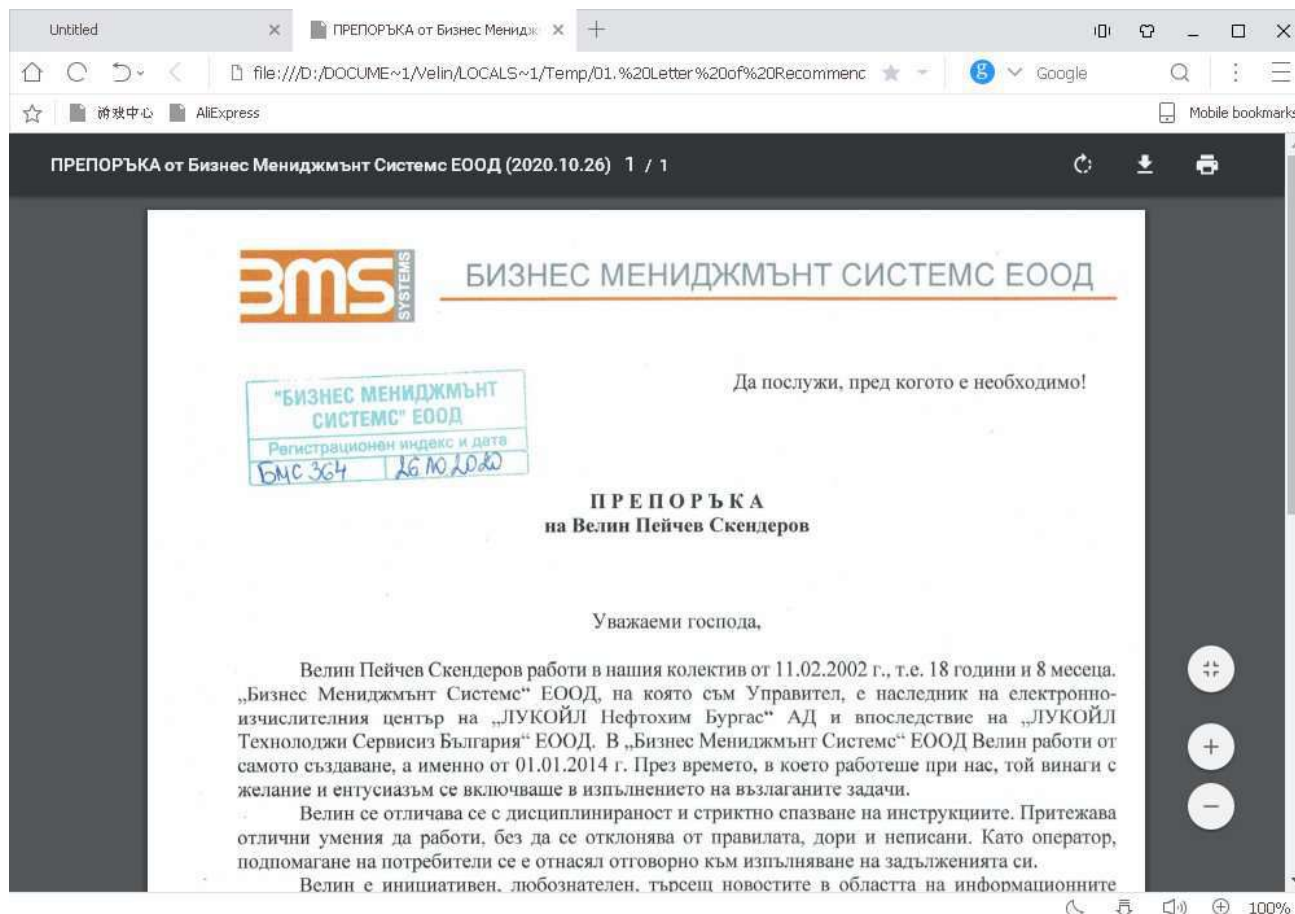 Untitled
ПРЕПОРЪКА от Бизнес Менидж
file:///D:/DOCUME~1/Velin/LOCALS~1/Temp/01.%20Letter%20of%20Recommenc
g
Google
游戏中心
AliExpress
Mobile bookmarks
ПРЕПОРЪКА от Бизнес Мениджмънт Системс ЕООД (2020.10.26) 1 / 1
BMS SYSTEMS
БИЗНЕС МЕНИДЖМЪНТ СИСТЕМС ЕООД
Да послужи, пред когото е необходимо!
"БИЗНЕС МЕНИДЖМЪНТ
СИСТЕМС" ЕООД
Регистрационен индекс и дата
БМС 364 26.10.2020
ПРЕПОРЪКА
на Велин Пейчев Скендеров
Уважаеми господа,
Велин Пейчев Скендеров работи в нашия колектив от 11.02.2002 г., т.е. 18 години и 8 месеца.
„Бизнес Мениджмънт Системс“ ЕООД, на която съм Управител, е наследник на електронно-
изчислителния център на „ЛУКОЙЛ Нефтохим Бургас“ АД и впоследствие на „ЛУКОЙЛ
Технолоджи Сервисиз България“ ЕООД. В „Бизнес Мениджмънт Системс“ ЕООД Велин работи от
самото създаване, а именно от 01.01.2014 г. През времето, в което работеше при нас, той винаги с
желание и ентусиазъм се включваше в изпълнението на възлаганите задачи.
Велин се отличава се с дисциплинираност и стриктно спазване на инструкциите. Притежава
отлични умения да работи, без да се отклонява от правилата, дори и неписани. Като оператор,
подпомагане на потребители се е отнасял отговорно към изпълняване на задълженията си.
Велин е инициативен, любознателен, търсещ новостите в областта на информационните
100%